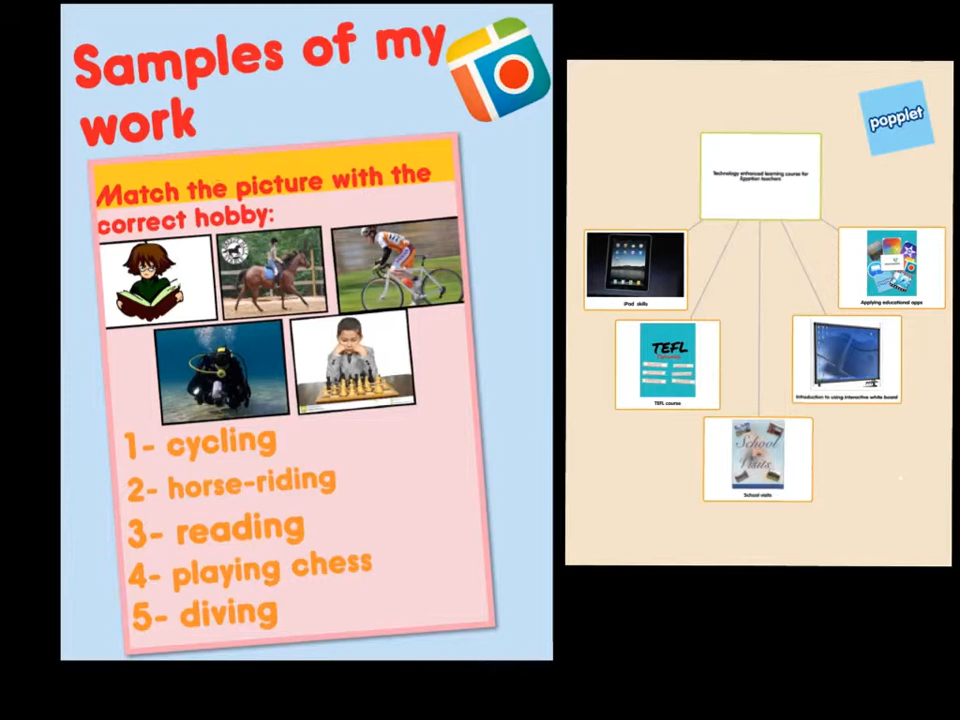 Samples of my
work
Match the picture with the
correct hobby:
1- cycling
2- horse-riding
3- reading
4- playing chess
5- diving
popplet
Technology enhanced learning course for
Egyptian teachers
iPad skills
Applying educational apps
TEFL
TEFL course
Introduction to using interactive white board
School
Visits
School visits